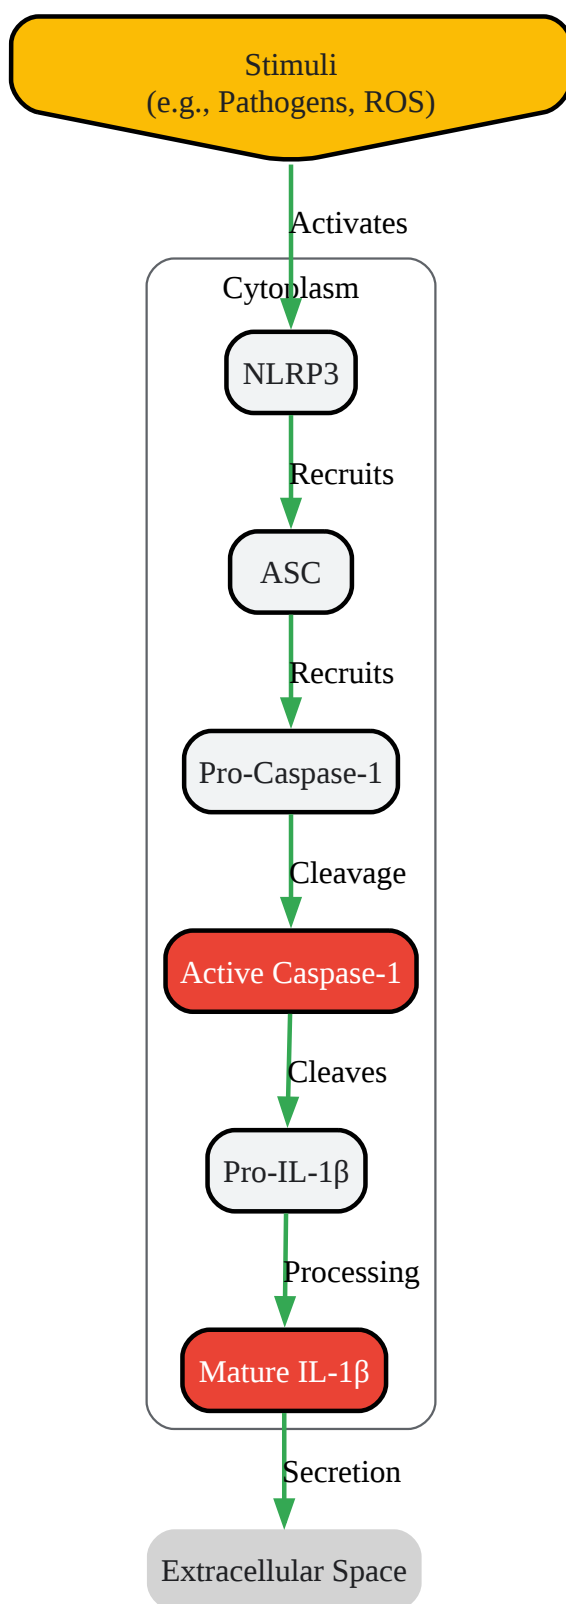 Stimuli
(e.g., Pathogens, ROS)
Activates
Cytoplasm
NLRP3
Recruits
ASC
Recruits
Pro-Caspase-1
Cleavage
Active Caspase-1
Cleaves
Pro-IL-1β
Processing
Mature IL-1β
Secretion
Extracellular Space